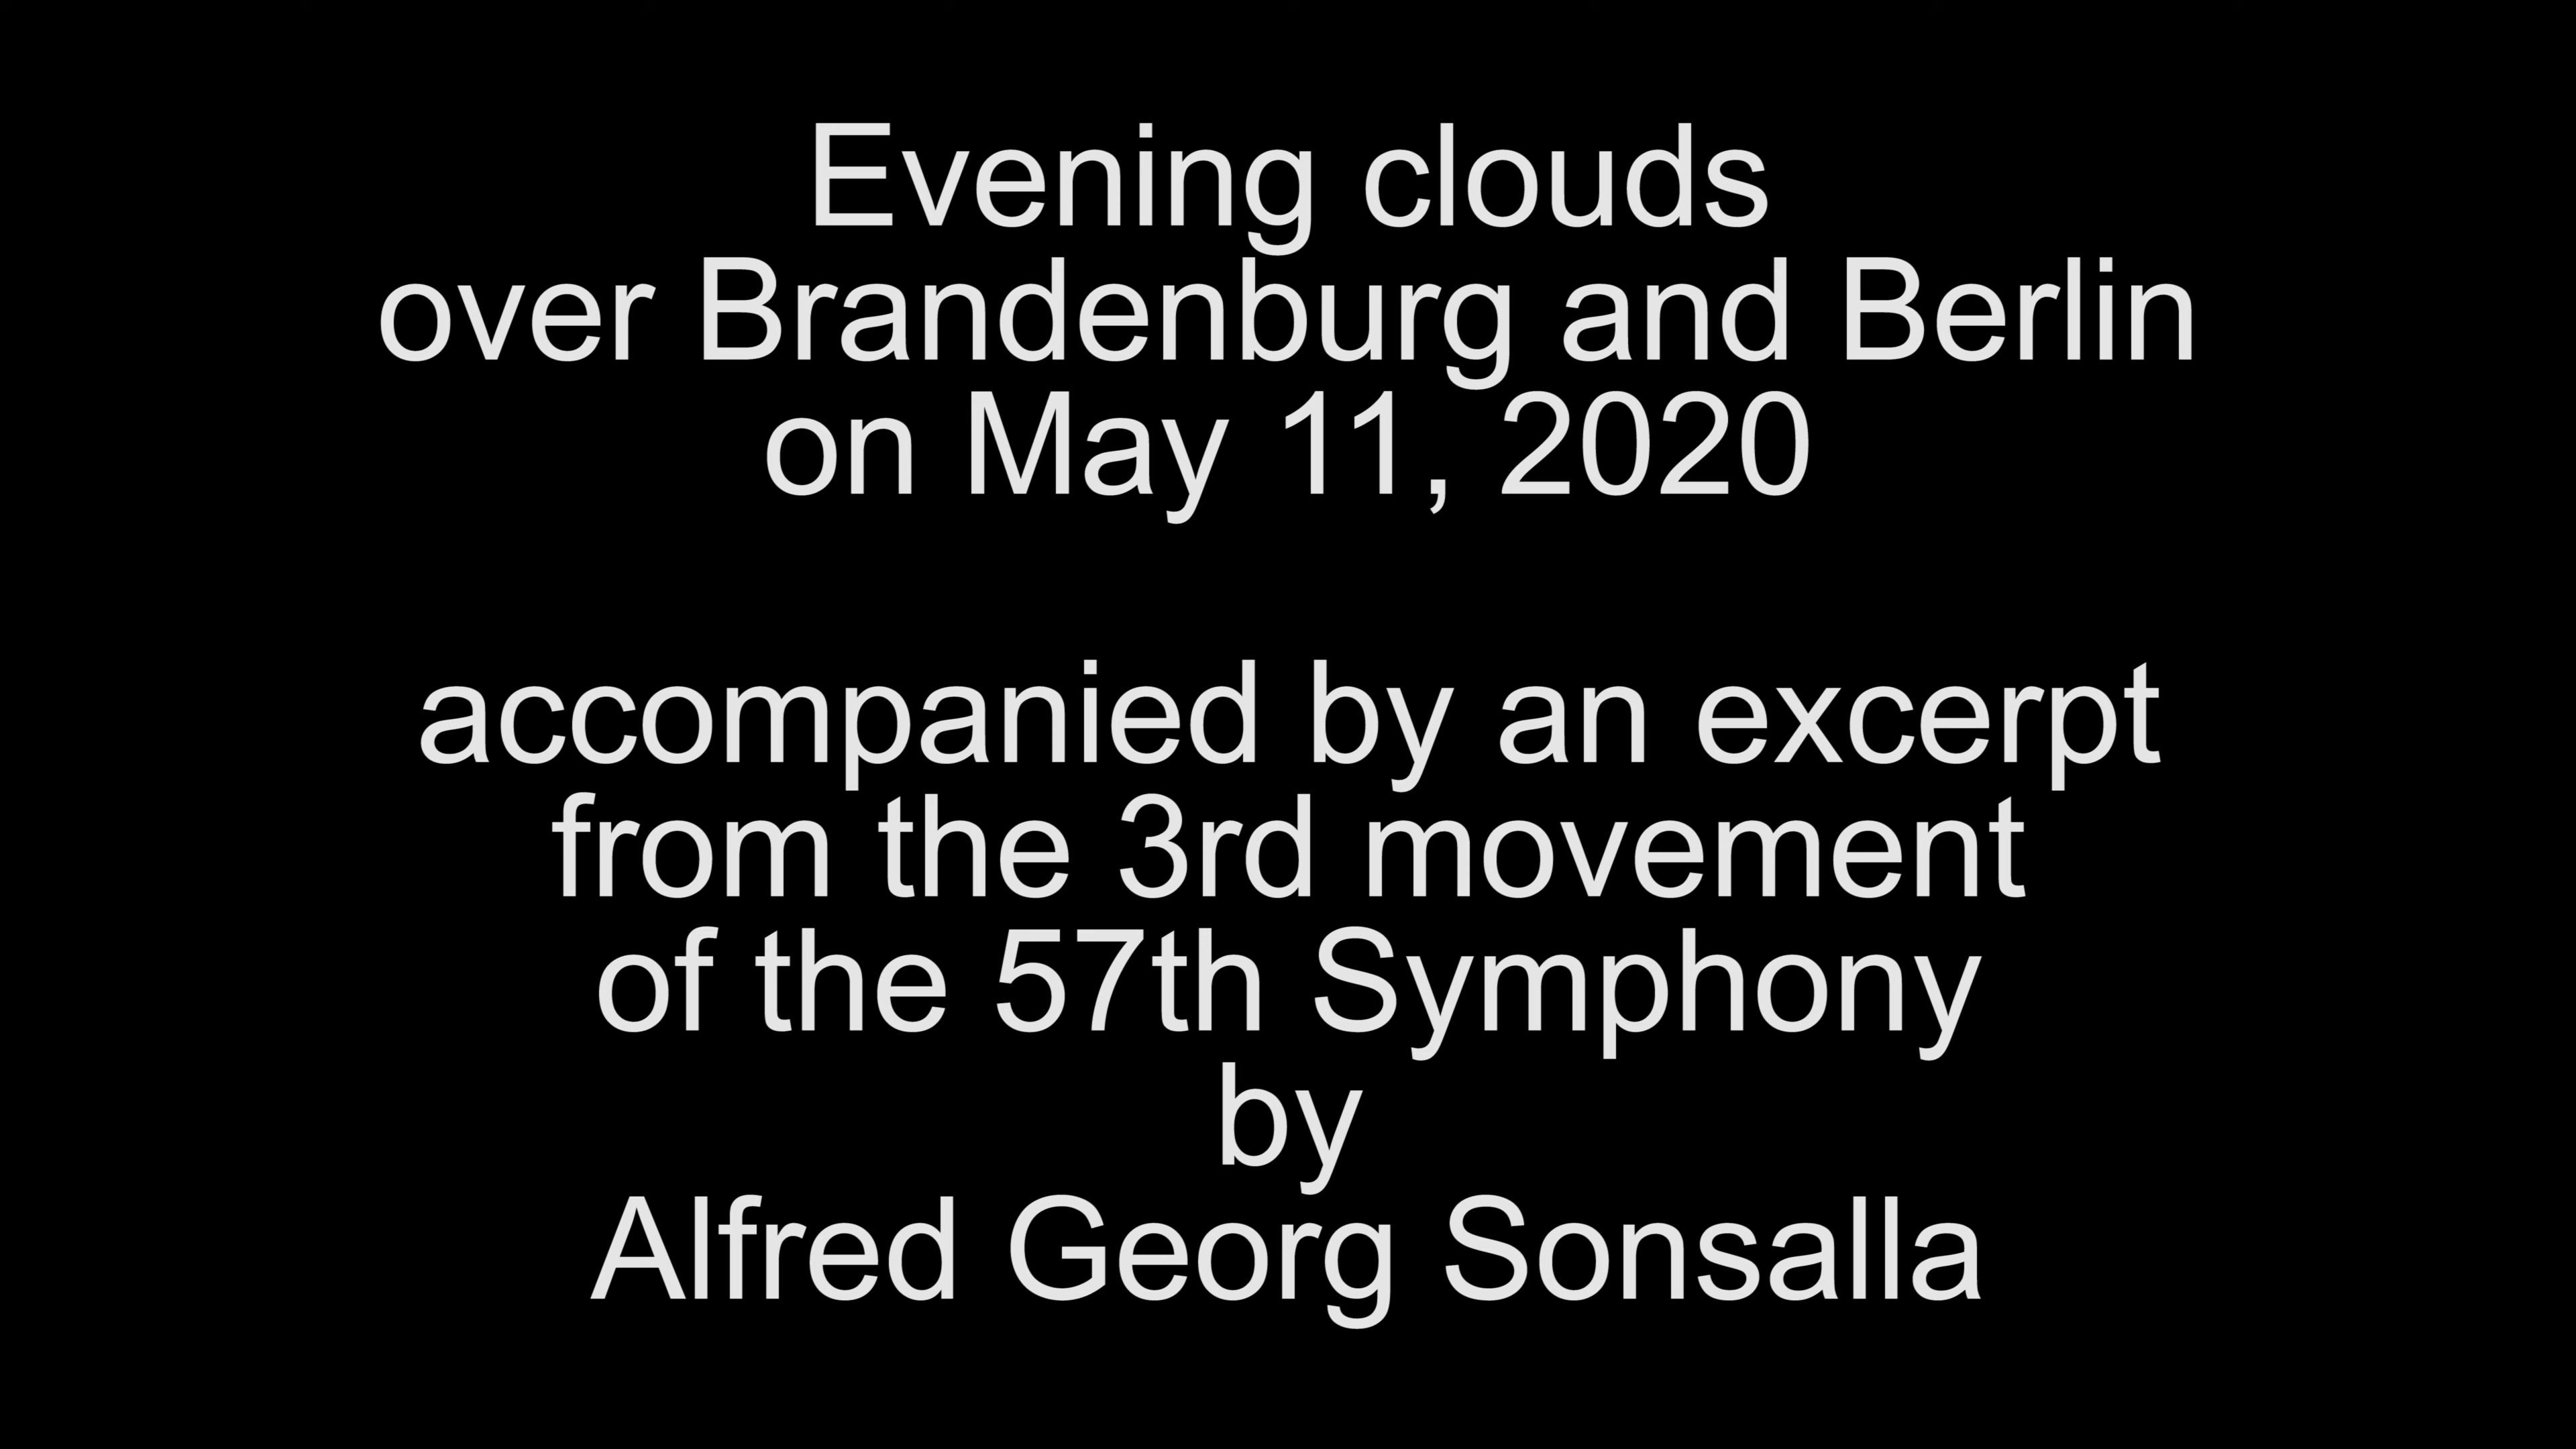 Evening clouds
over Brandenburg and Berlin
on May 11, 2020
accompanied by an excerpt
from the 3rd movement
of the 57th Symphony
by
Alfred Georg Sonsalla